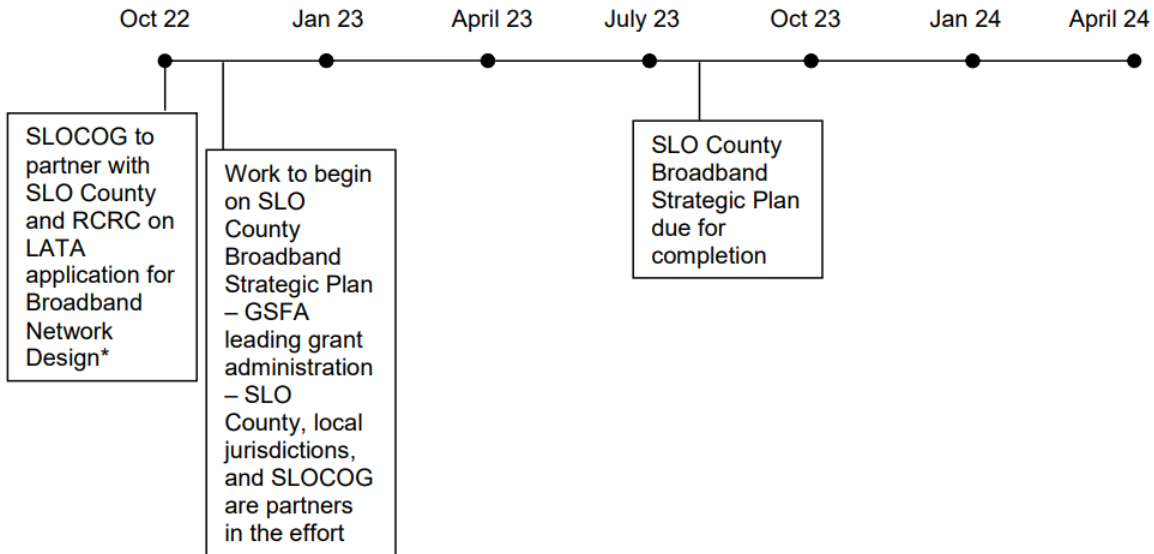 Oct 22 Jan 23 April 23 July 23 Oct 23 Jan 24 April 24
SLOCOG to
partner with
SLO County
and RCRC on
LATA
application for
Broadband
Network
Design*
Work to begin
on SLO
County
Broadband
Strategic Plan
– GSFA
leading grant
administration
– SLO
County, local
jurisdictions,
and SLOCOG
are partners
in the effort
SLO County
Broadband
Strategic Plan
due for
completion